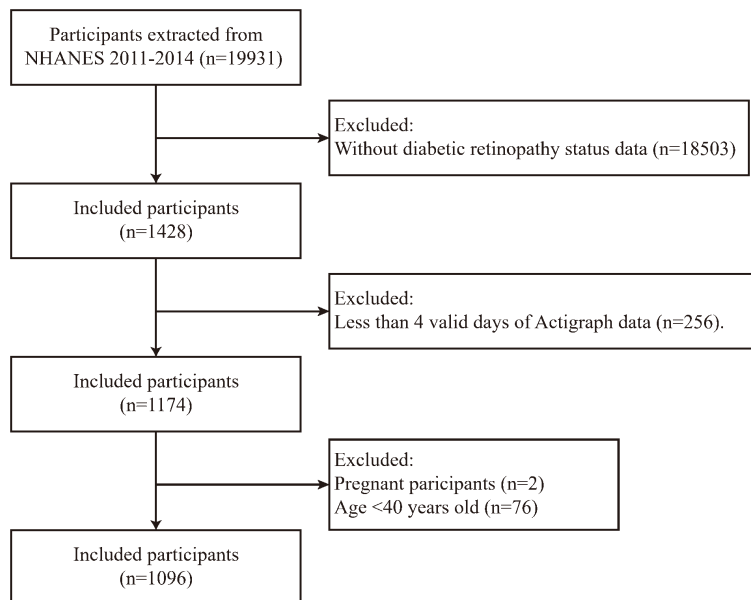 Participants extracted from
NHANES 2011-2014 (n=19931)
Excluded:
Without diabetic retinopathy status data (n=18503)
Included participants
(n=1428)
Excluded:
Less than 4 valid days of Actigraph data (n=256).
Included participants
(n=1174)
Excluded:
Pregnant paricipants (n=2)
Age <40 years old (n=76)
Included participants
(n=1096)